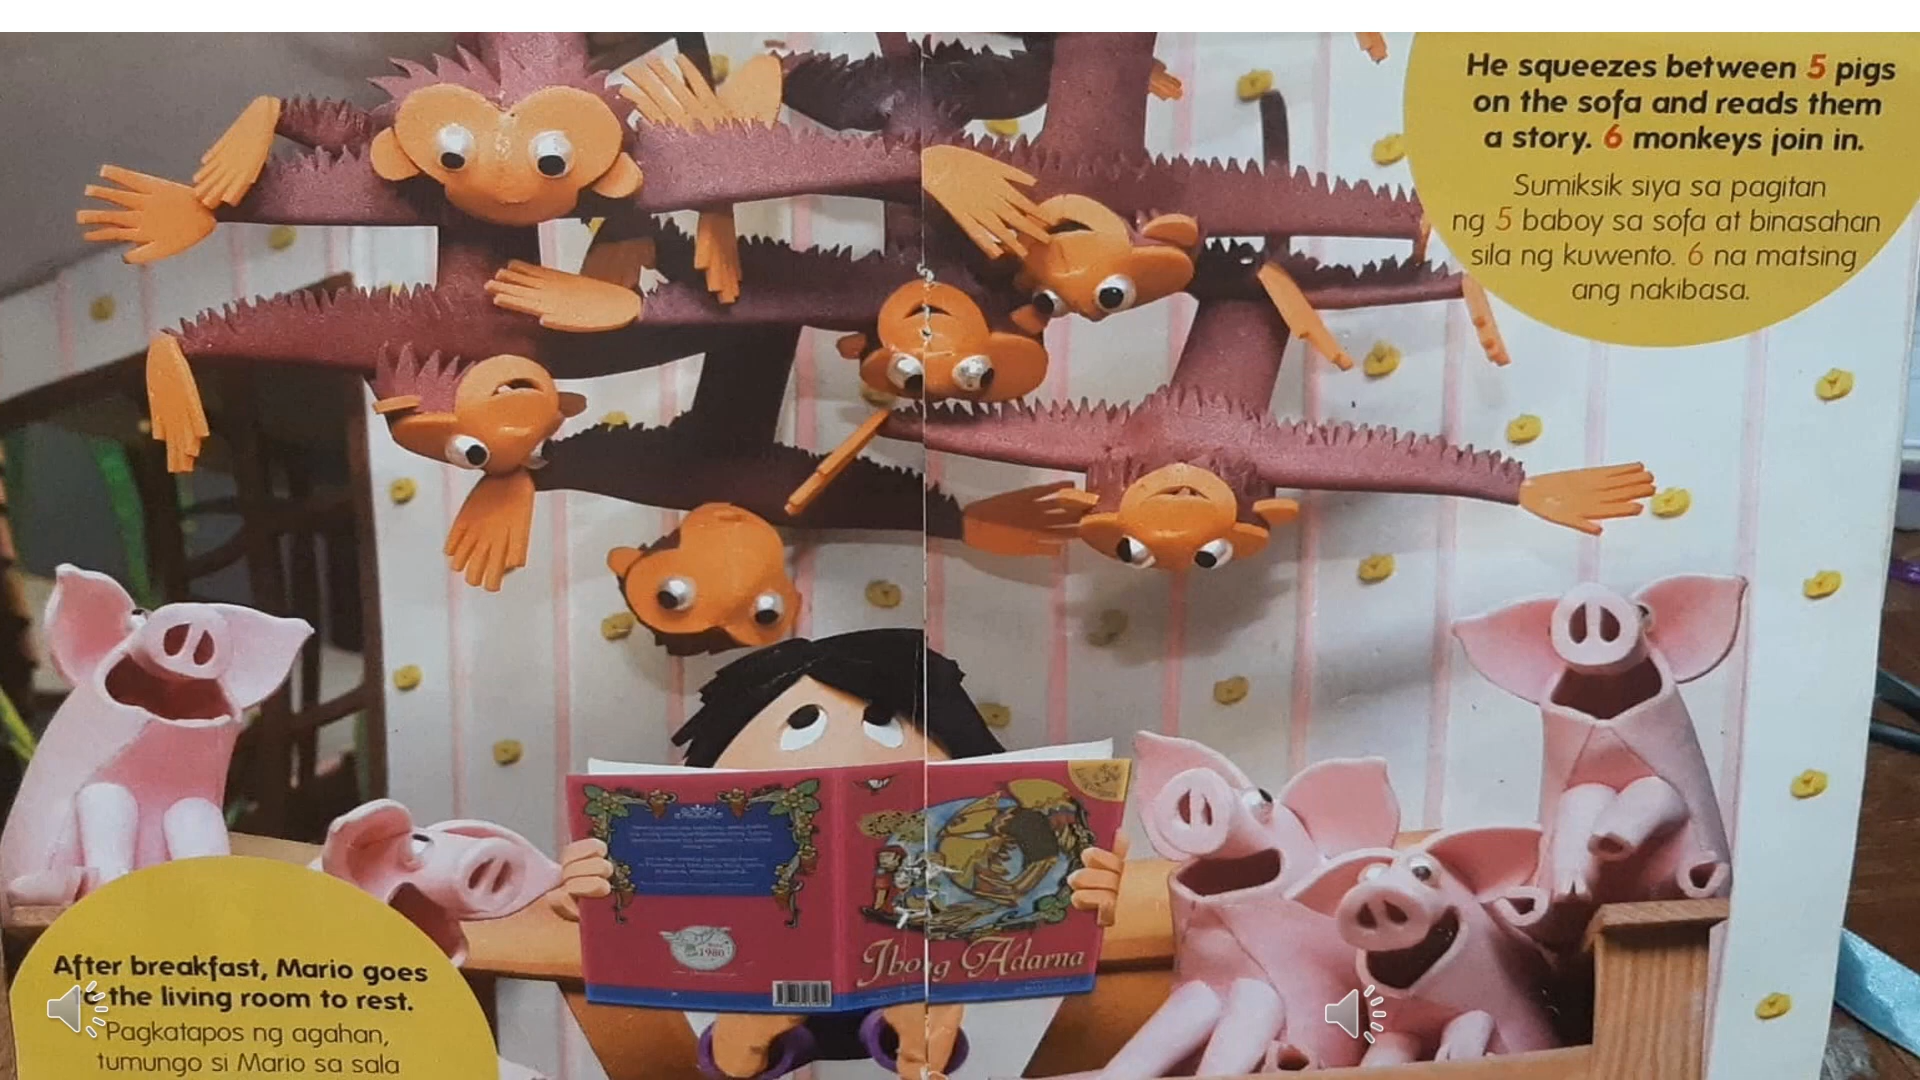 He squeezes between 5 pigs
on the sofa and reads them
a story. 6 monkeys join in.
Sumiksik siya sa pagitan
ng 5 baboy sa sofa at binasahan
sila ng kuwento. 6 na matsing
ang nakibasa.
1980
Ibong Adarna
After breakfast, Mario goes
the living room to rest.
Pagkatapos ng agahan,
tumungo si Mario sa sala